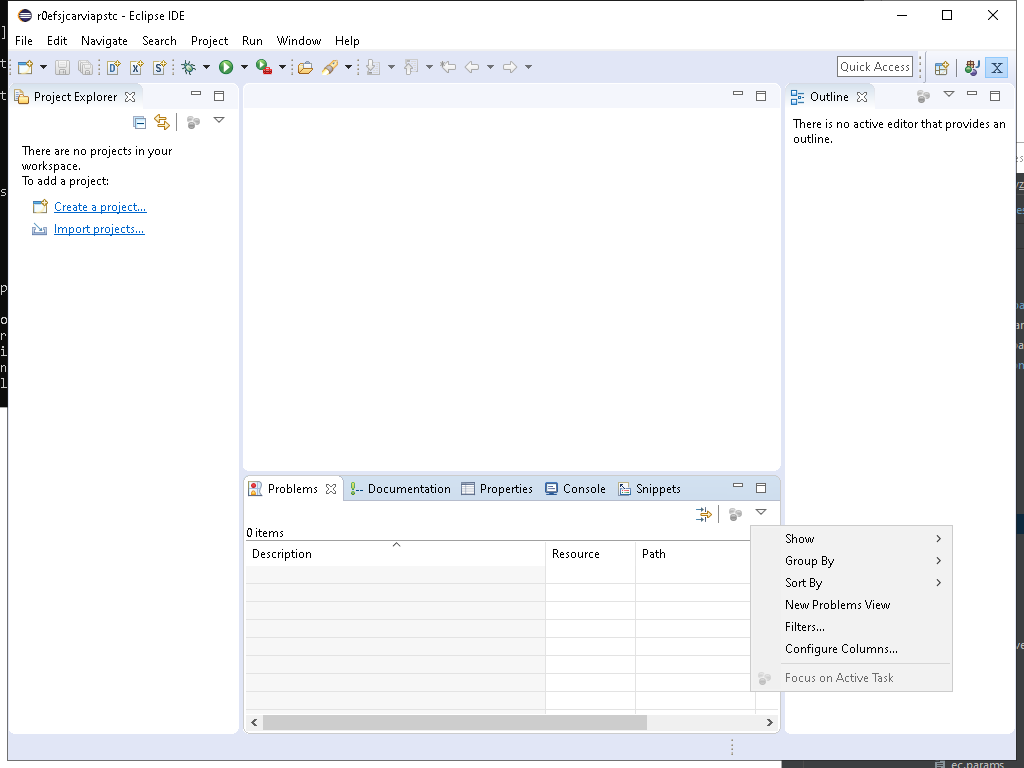 r0efsjcarviapstc - Eclipse IDE
File Edit Navigate Search Project Run Window Help
Quick Access
Project Explorer
Outline
There are no projects in your
workspace.
To add a project:
Create a project...
Import projects...
There is no active editor that provides an
outline.
Problems
Documentation
Properties
Console
Snippets
0 items
Description Resource Path
Show
Group By
Sort By
New Problems View
Filters...
Configure Columns...
Focus on Active Task
ec.params